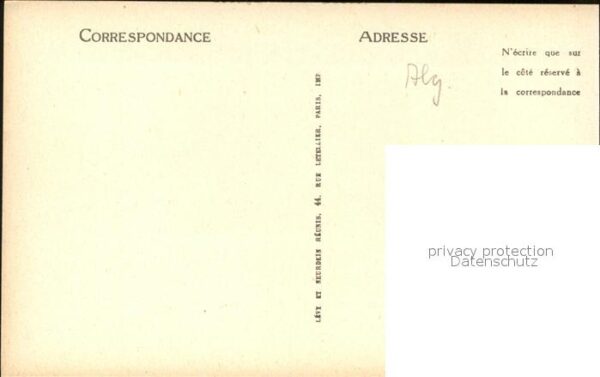 CORRESPONDANCE
ADRESSE
N'écrire que sur
le côté réservé à
la correspondance
Alg.
LÉVY ET NEURDEIN RÉUNIS, 44, RUE LETELLIER, PARIS, IMP
privacy protection
Datenschutz